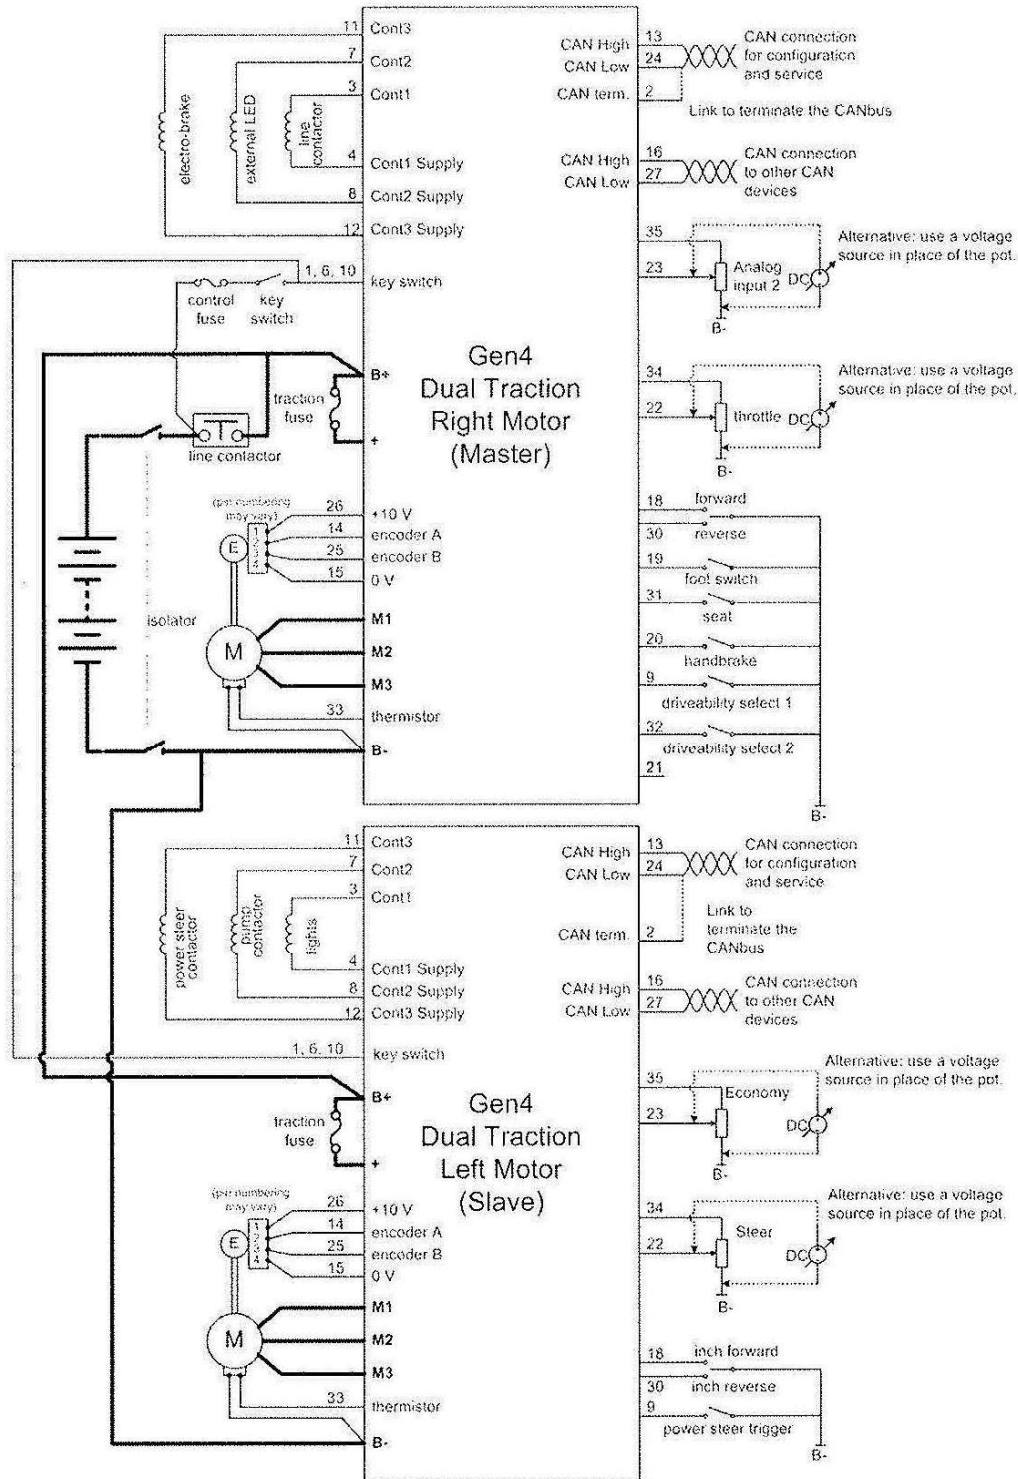 11 Cont3
7 Cont2
3 Cont1
electro-brake
external LED
line
contactor
4 Cont1 Supply
8 Cont2 Supply
12 Cont3 Supply
1, 6, 10 key switch
control
fuse
key
switch
B+
traction
fuse
+
line contactor
Gen4
Dual Traction
Right Motor
(Master)
(pin numbering
may vary)
26 +10 V
14 encoder A
25 encoder B
15 0 V
1
2
3
4
E
isolator
M1
M
M2
M3
33 thermistor
B-
CAN High 13
CAN Low 24
CAN term. 2
CAN connection
for configuration
and service
Link to terminate the CANbus
CAN High 16
CAN Low 27
CAN connection
to other CAN
devices
35
23
Analog
input 2
DC
B-
Alternative: use a voltage
source in place of the pot.
34
22
throttle
DC
B-
Alternative: use a voltage
source in place of the pot.
18 forward
30 reverse
19 foot switch
31 seat
20 handbrake
9 driveability select 1
32 driveability select 2
21
B-
11 Cont3
7 Cont2
3 Cont1
power steer
contactor
pump
contactor
lights
4 Cont1 Supply
8 Cont2 Supply
12 Cont3 Supply
1, 6, 10 key switch
B+
traction
fuse
+
Gen4
Dual Traction
Left Motor
(Slave)
(pin numbering
may vary)
26 +10 V
14 encoder A
25 encoder B
15 0 V
1
2
3
4
E
M1
M
M2
M3
33 thermistor
B-
CAN High 13
CAN Low 24
CAN term. 2
CAN connection
for configuration
and service
Link to
terminate the
CANbus
CAN High 16
CAN Low 27
CAN connection
to other CAN
devices
35
23
Economy
DC
B-
Alternative: use a voltage
source in place of the pot.
34
22
Steer
DC
B-
Alternative: use a voltage
source in place of the pot.
18 inch forward
30 inch reverse
9 power steer trigger
B-